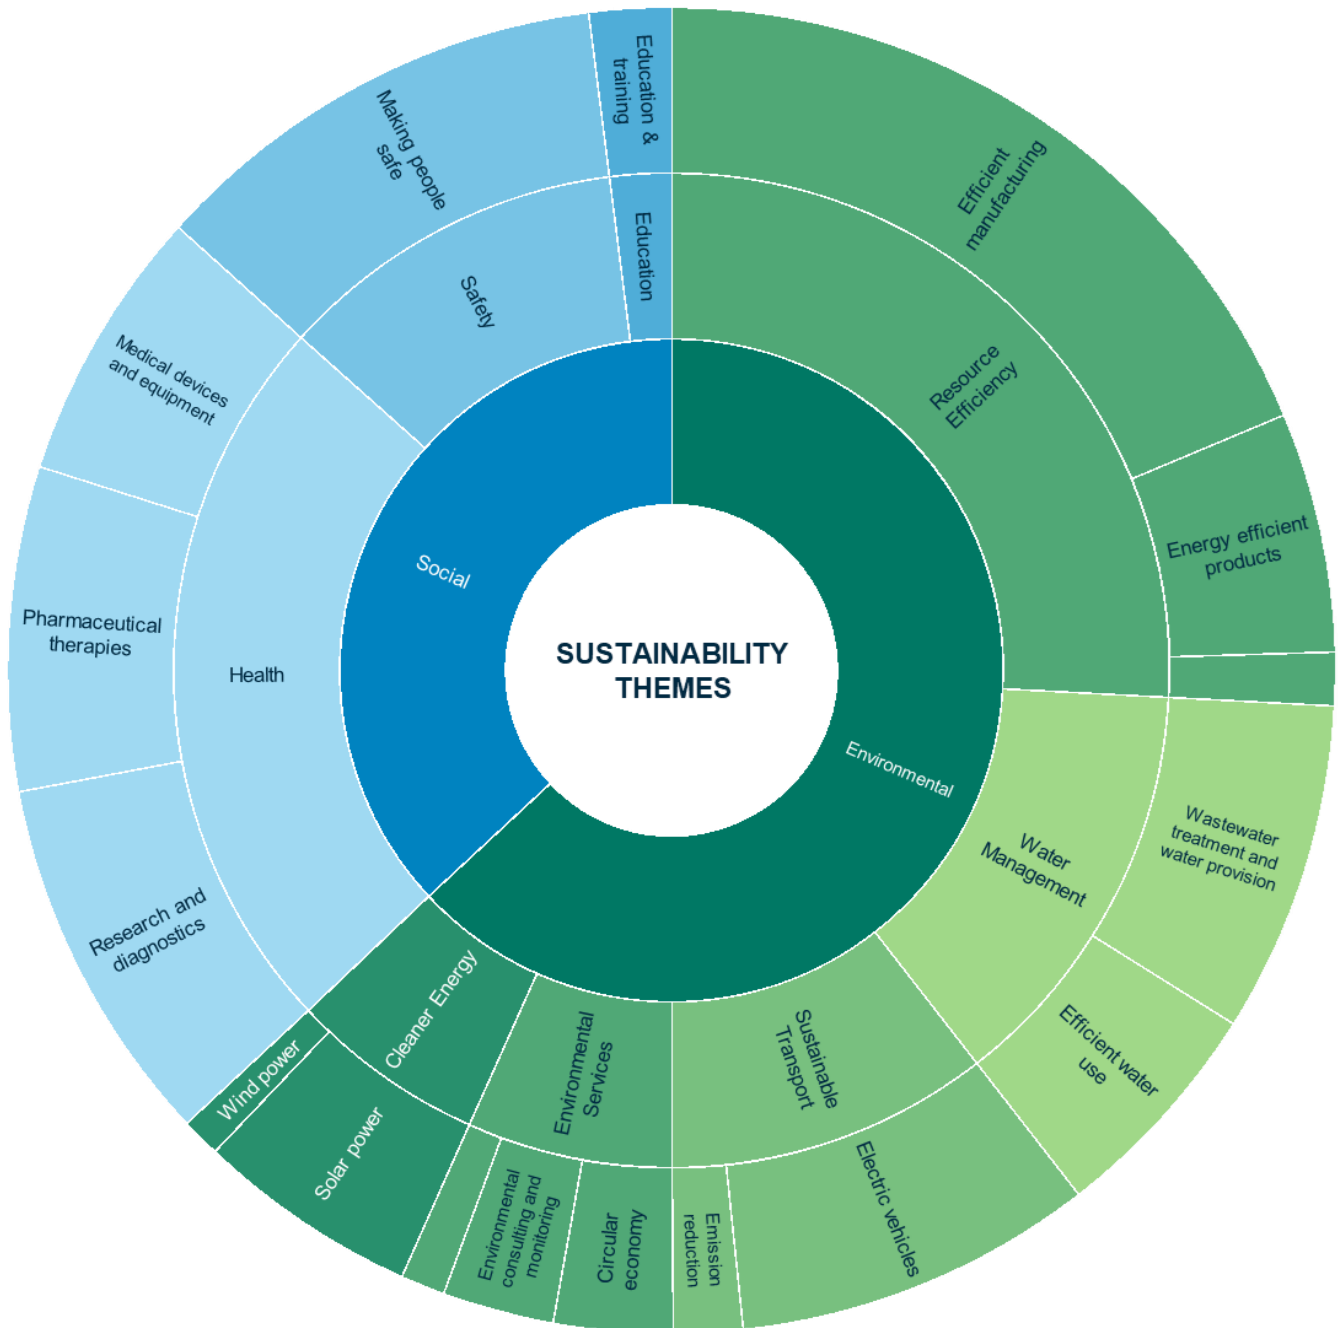 SUSTAINABILITY
THEMES
Environmental
Social
Resource
Efficiency
Water
Management
Sustainable
Transport
Environmental
Services
Cleaner Energy
Health
Safety
Education
Efficient
manufacturing
Energy efficient
products
Wastewater
treatment and
water provision
Efficient water
use
Electric vehicles
Emission
reduction
Circular
economy
Environmental
consulting and
monitoring
Solar power
Wind power
Research and
diagnostics
Pharmaceutical
therapies
Medical devices
and equipment
Making people
safe
Education &
training